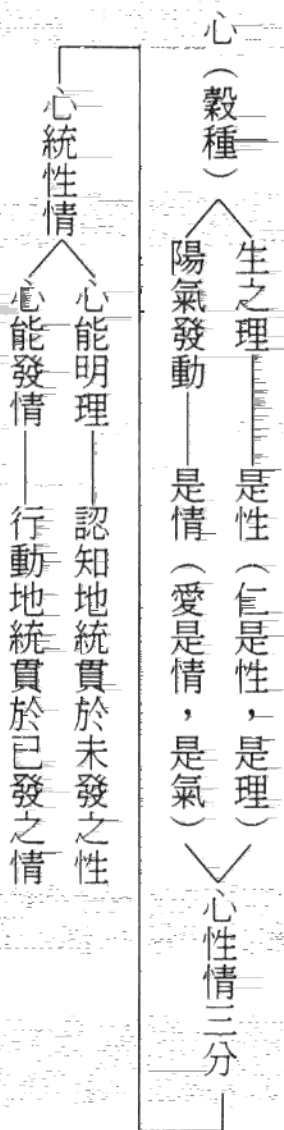 心（穀種）
生之理
是性（仁是性，是理）
陽氣發動
是情（愛是情，是氣）
心性情三分
心統性情
心能明理
認知地統貫於未發之性
心能發情
行動地統貫於已發之情